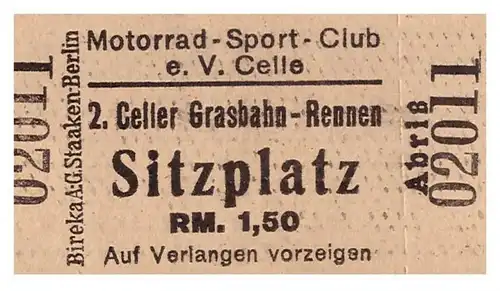 02011
Bireka A.G. Staaken-Berlin
Motorrad-Sport-Club
e. V. Celle
2. Celler Grasbahn-Rennen
Sitzplatz
RM. 1,50
Auf Verlangen vorzeigen
Abriß
02011